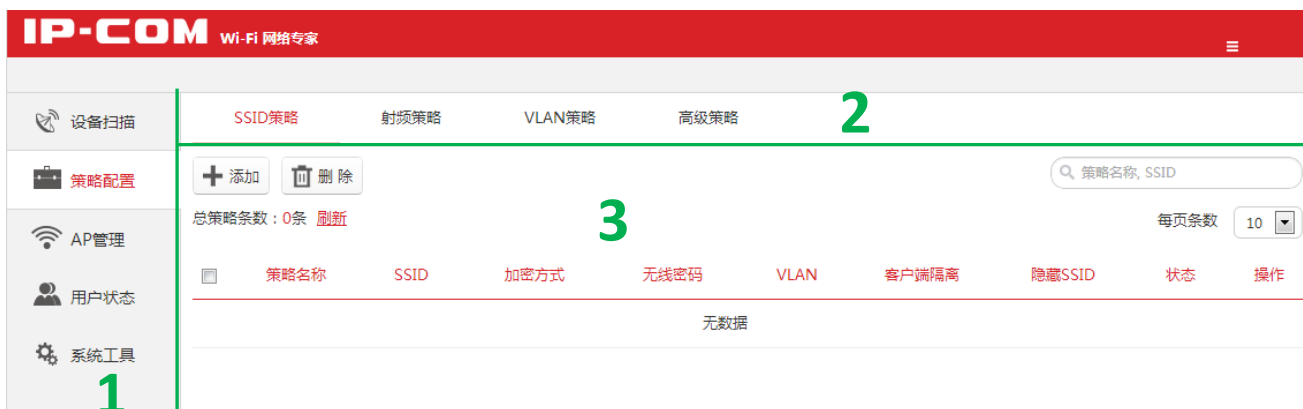 IP-COM Wi-Fi 网络专家
设备扫描
策略配置
AP管理
用户状态
系统工具
1
SSID策略 射频策略 VLAN策略 高级策略 2
添加 删 除 策略名称, SSID
总策略条数：0条 刷新 3 每页条数 10
策略名称 SSID 加密方式 无线密码 VLAN 客户端隔离 隐藏SSID 状态 操作
无数据